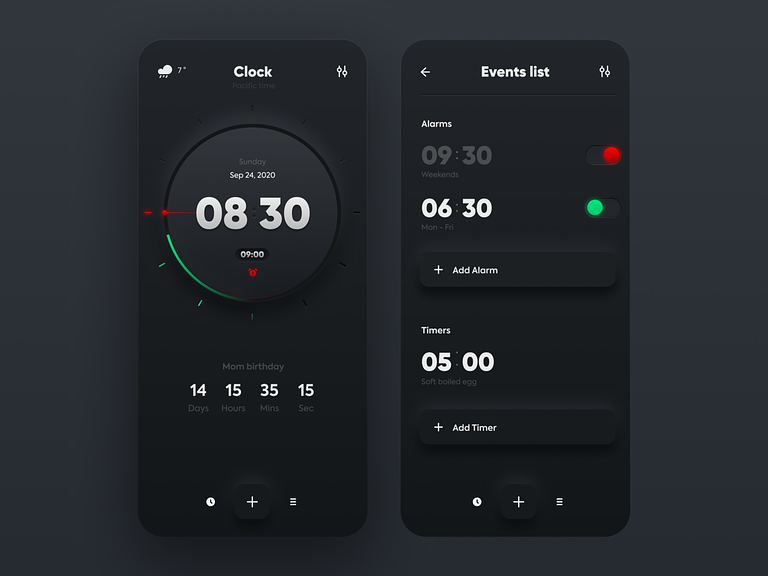 7°
Clock
Pacific time
Sunday
Sep 24, 2020
08:30
09:00
Mom birthday
14 15 35 15
Days Hours Mins Sec
Events list
Alarms
09:30
Weekends
06:30
Mon - Fri
+ Add Alarm
Timers
05:00
Soft boiled egg
+ Add Timer